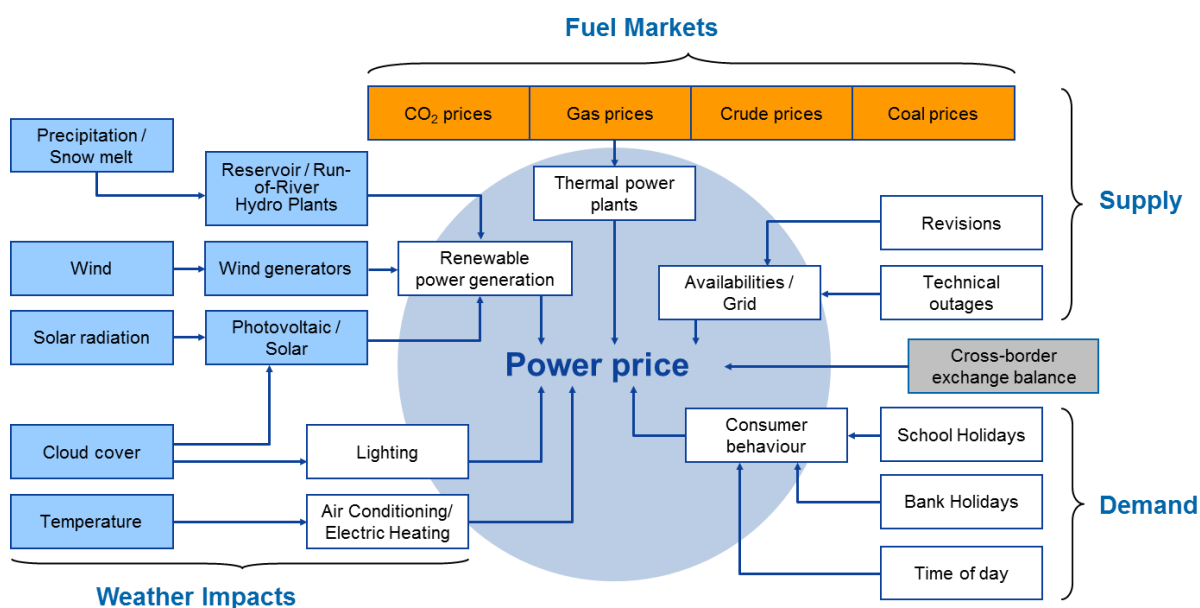 Fuel Markets
CO₂ prices
Gas prices
Crude prices
Coal prices
Precipitation /
Snow melt
Reservoir / Run-
of-River
Hydro Plants
Thermal power
plants
Supply
Revisions
Wind
Wind generators
Renewable
power generation
Availabilities /
Grid
Technical
outages
Solar radiation
Photovoltaic /
Solar
Power price
Cross-border
exchange balance
Cloud cover
Lighting
Consumer
behaviour
School Holidays
Temperature
Air Conditioning/
Electric Heating
Bank Holidays
Demand
Time of day
Weather Impacts